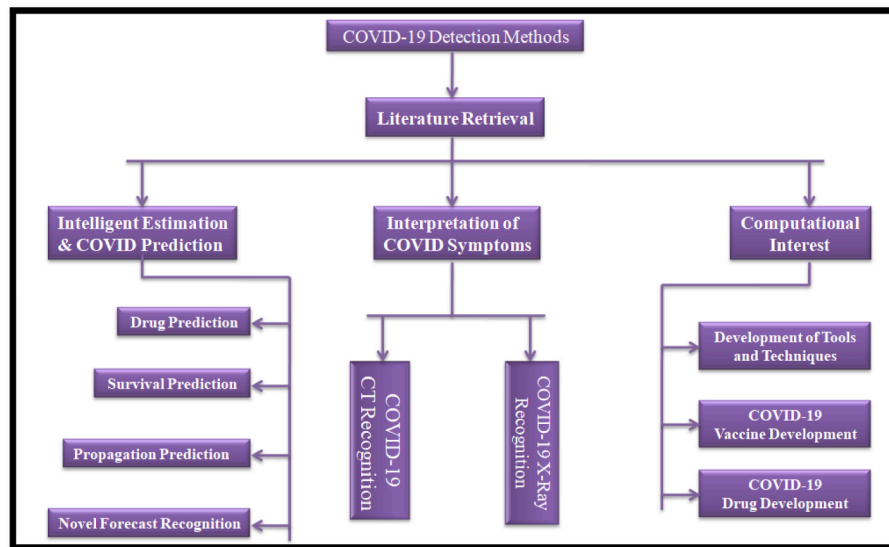 COVID-19 Detection Methods
Literature Retrieval
Intelligent Estimation
& COVID Prediction
Interpretation of
COVID Symptoms
Computational
Interest
Drug Prediction
Survival Prediction
Propagation Prediction
Novel Forecast Recognition
COVID-19
CT Recognition
COVID-19 X-Ray
Recognition
Development of Tools
and Techniques
COVID-19
Vaccine Development
COVID-19
Drug Development